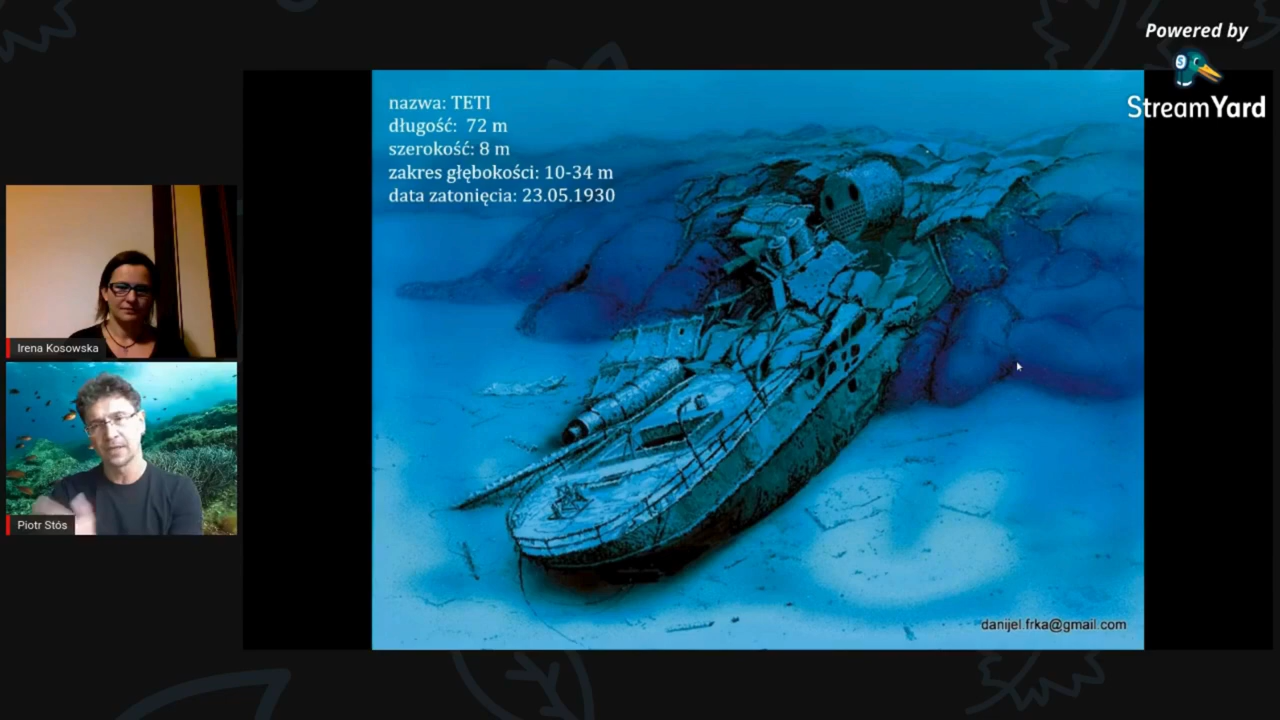 Powered by
StreamYard
nazwa: TETI
długość: 72 m
szerokość: 8 m
zakres głębokości: 10-34 m
data zatonięcia: 23.05.1930
Irena Kosowska
Piotr Stós
danijel.frka@gmail.com